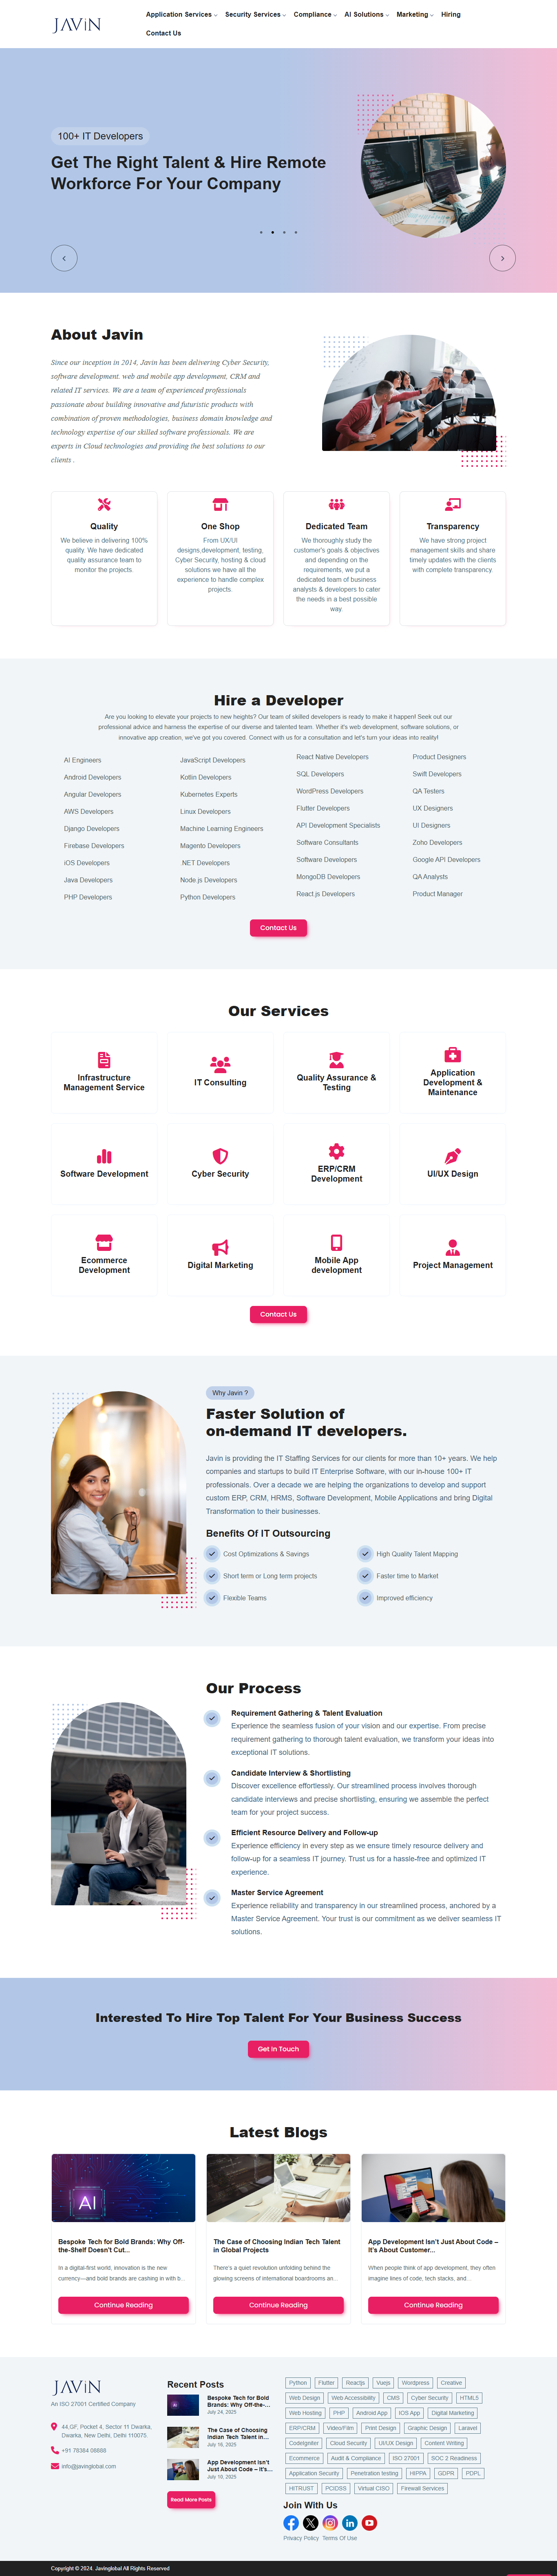 JAViN
Application Services
Security Services
Compliance
AI Solutions
Marketing
Hiring
Contact Us
100+ IT Developers
Get The Right Talent & Hire Remote
Workforce For Your Company
About Javin
Since our inception in 2014, Javin has been delivering Cyber Security,
software development. web and mobile app development, CRM and
related IT services. We are a team of experienced professionals
passionate about building innovative and futuristic products with
combination of proven methodologies, business domain knowledge and
technology expertise of our skilled software professionals. We are
experts in Cloud technologies and providing the best solutions to our
clients .
Quality
We believe in delivering 100%
quality. We have dedicated
quality assurance team to
monitor the projects.
One Shop
From UX/UI
designs,development, testing,
Cyber Security, hosting & cloud
solutions we have all the
experience to handle complex
projects.
Dedicated Team
We thoroughly study the
customer's goals & objectives
and depending on the
requirements, we put a
dedicated team of business
analysts & developers to cater
the needs in a best possible
way.
Transparency
We have strong project
management skills and share
timely updates with the clients
with complete transparency.
Hire a Developer
Are you looking to elevate your projects to new heights? Our team of skilled developers is ready to make it happen! Seek out our
professional advice and harness the expertise of our diverse and talented team. Whether it's web development, software solutions, or
innovative app creation, we've got you covered. Connect with us for a consultation and let's turn your ideas into reality!
AI Engineers
Android Developers
Angular Developers
AWS Developers
Django Developers
Firebase Developers
iOS Developers
Java Developers
PHP Developers
JavaScript Developers
Kotlin Developers
Kubernetes Experts
Linux Developers
Machine Learning Engineers
Magento Developers
.NET Developers
Node.js Developers
Python Developers
React Native Developers
SQL Developers
WordPress Developers
Flutter Developers
API Development Specialists
Software Consultants
Software Developers
MongoDB Developers
React.js Developers
Product Designers
Swift Developers
QA Testers
UX Designers
UI Designers
Zoho Developers
Google API Developers
QA Analysts
Product Manager
Contact Us
Our Services
Infrastructure
Management Service
IT Consulting
Quality Assurance &
Testing
Application
Development &
Maintenance
Software Development
Cyber Security
ERP/CRM
Development
UI/UX Design
Ecommerce
Development
Digital Marketing
Mobile App
development
Project Management
Contact Us
Why Javin ?
Faster Solution of
on-demand IT developers.
Javin is providing the IT Staffing Services for our clients for more than 10+ years. We help
companies and startups to build IT Enterprise Software, with our in-house 100+ IT
professionals. Over a decade we are helping the organizations to develop and support
custom ERP, CRM, HRMS, Software Development, Mobile Applications and bring Digital
Transformation to their businesses.
Benefits Of IT Outsourcing
Cost Optimizations & Savings
High Quality Talent Mapping
Short term or Long term projects
Faster time to Market
Flexible Teams
Improved efficiency
Our Process
Requirement Gathering & Talent Evaluation
Experience the seamless fusion of your vision and our expertise. From precise
requirement gathering to thorough talent evaluation, we transform your ideas into
exceptional IT solutions.
Candidate Interview & Shortlisting
Discover excellence effortlessly. Our streamlined process involves thorough
candidate interviews and precise shortlisting, ensuring we assemble the perfect
team for your project success.
Efficient Resource Delivery and Follow-up
Experience efficiency in every step as we ensure timely resource delivery and
follow-up for a seamless IT journey. Trust us for a hassle-free and optimized IT
experience.
Master Service Agreement
Experience reliability and transparency in our streamlined process, anchored by a
Master Service Agreement. Your trust is our commitment as we deliver seamless IT
solutions.
Interested To Hire Top Talent For Your Business Success
Get In Touch
Latest Blogs
AI
Bespoke Tech for Bold Brands: Why Off-
the-Shelf Doesn't Cut...
In a digital-first world, innovation is the new
currency—and bold brands are cashing in with b...
Continue Reading
The Case of Choosing Indian Tech Talent
in Global Projects
There's a quiet revolution unfolding behind the
glowing screens of international boardrooms an...
Continue Reading
App Development Isn't Just About Code –
It's About Customer...
When people think of app development, they often
imagine lines of code, tech stacks, and...
Continue Reading
JAViN
An ISO 27001 Certified Company
44,GF, Pocket 4, Sector 11 Dwarka,
Dwarka, New Delhi, Delhi 110075.
+91 78384 08888
info@javinglobal.com
Recent Posts
Bespoke Tech for Bold
Brands: Why Off-the-...
July 24, 2025
The Case of Choosing
Indian Tech Talent in...
July 18, 2025
App Development Isn't
Just About Code – It's...
July 10, 2025
Read More Posts
Python Flutter Reactjs Vuejs Wordpress Creative
Web Design Web Accessibility CMS Cyber Security HTML5
Web Hosting PHP Android App IOS App Digital Marketing
ERP/CRM Video/Film Print Design Graphic Design Laravel
CodeIgniter Cloud Security UI/UX Design Content Writing
Ecommerce Audit & Compliance ISO 27001 SOC 2 Readiness
Application Security Penetration testing HIPPA GDPR PDPL
HITRUST PCIDSS Virtual CISO Firewall Services
Join With Us
Privacy Policy Terms Of Use
Copyright © 2024. Javinglobal All Rights Reserved